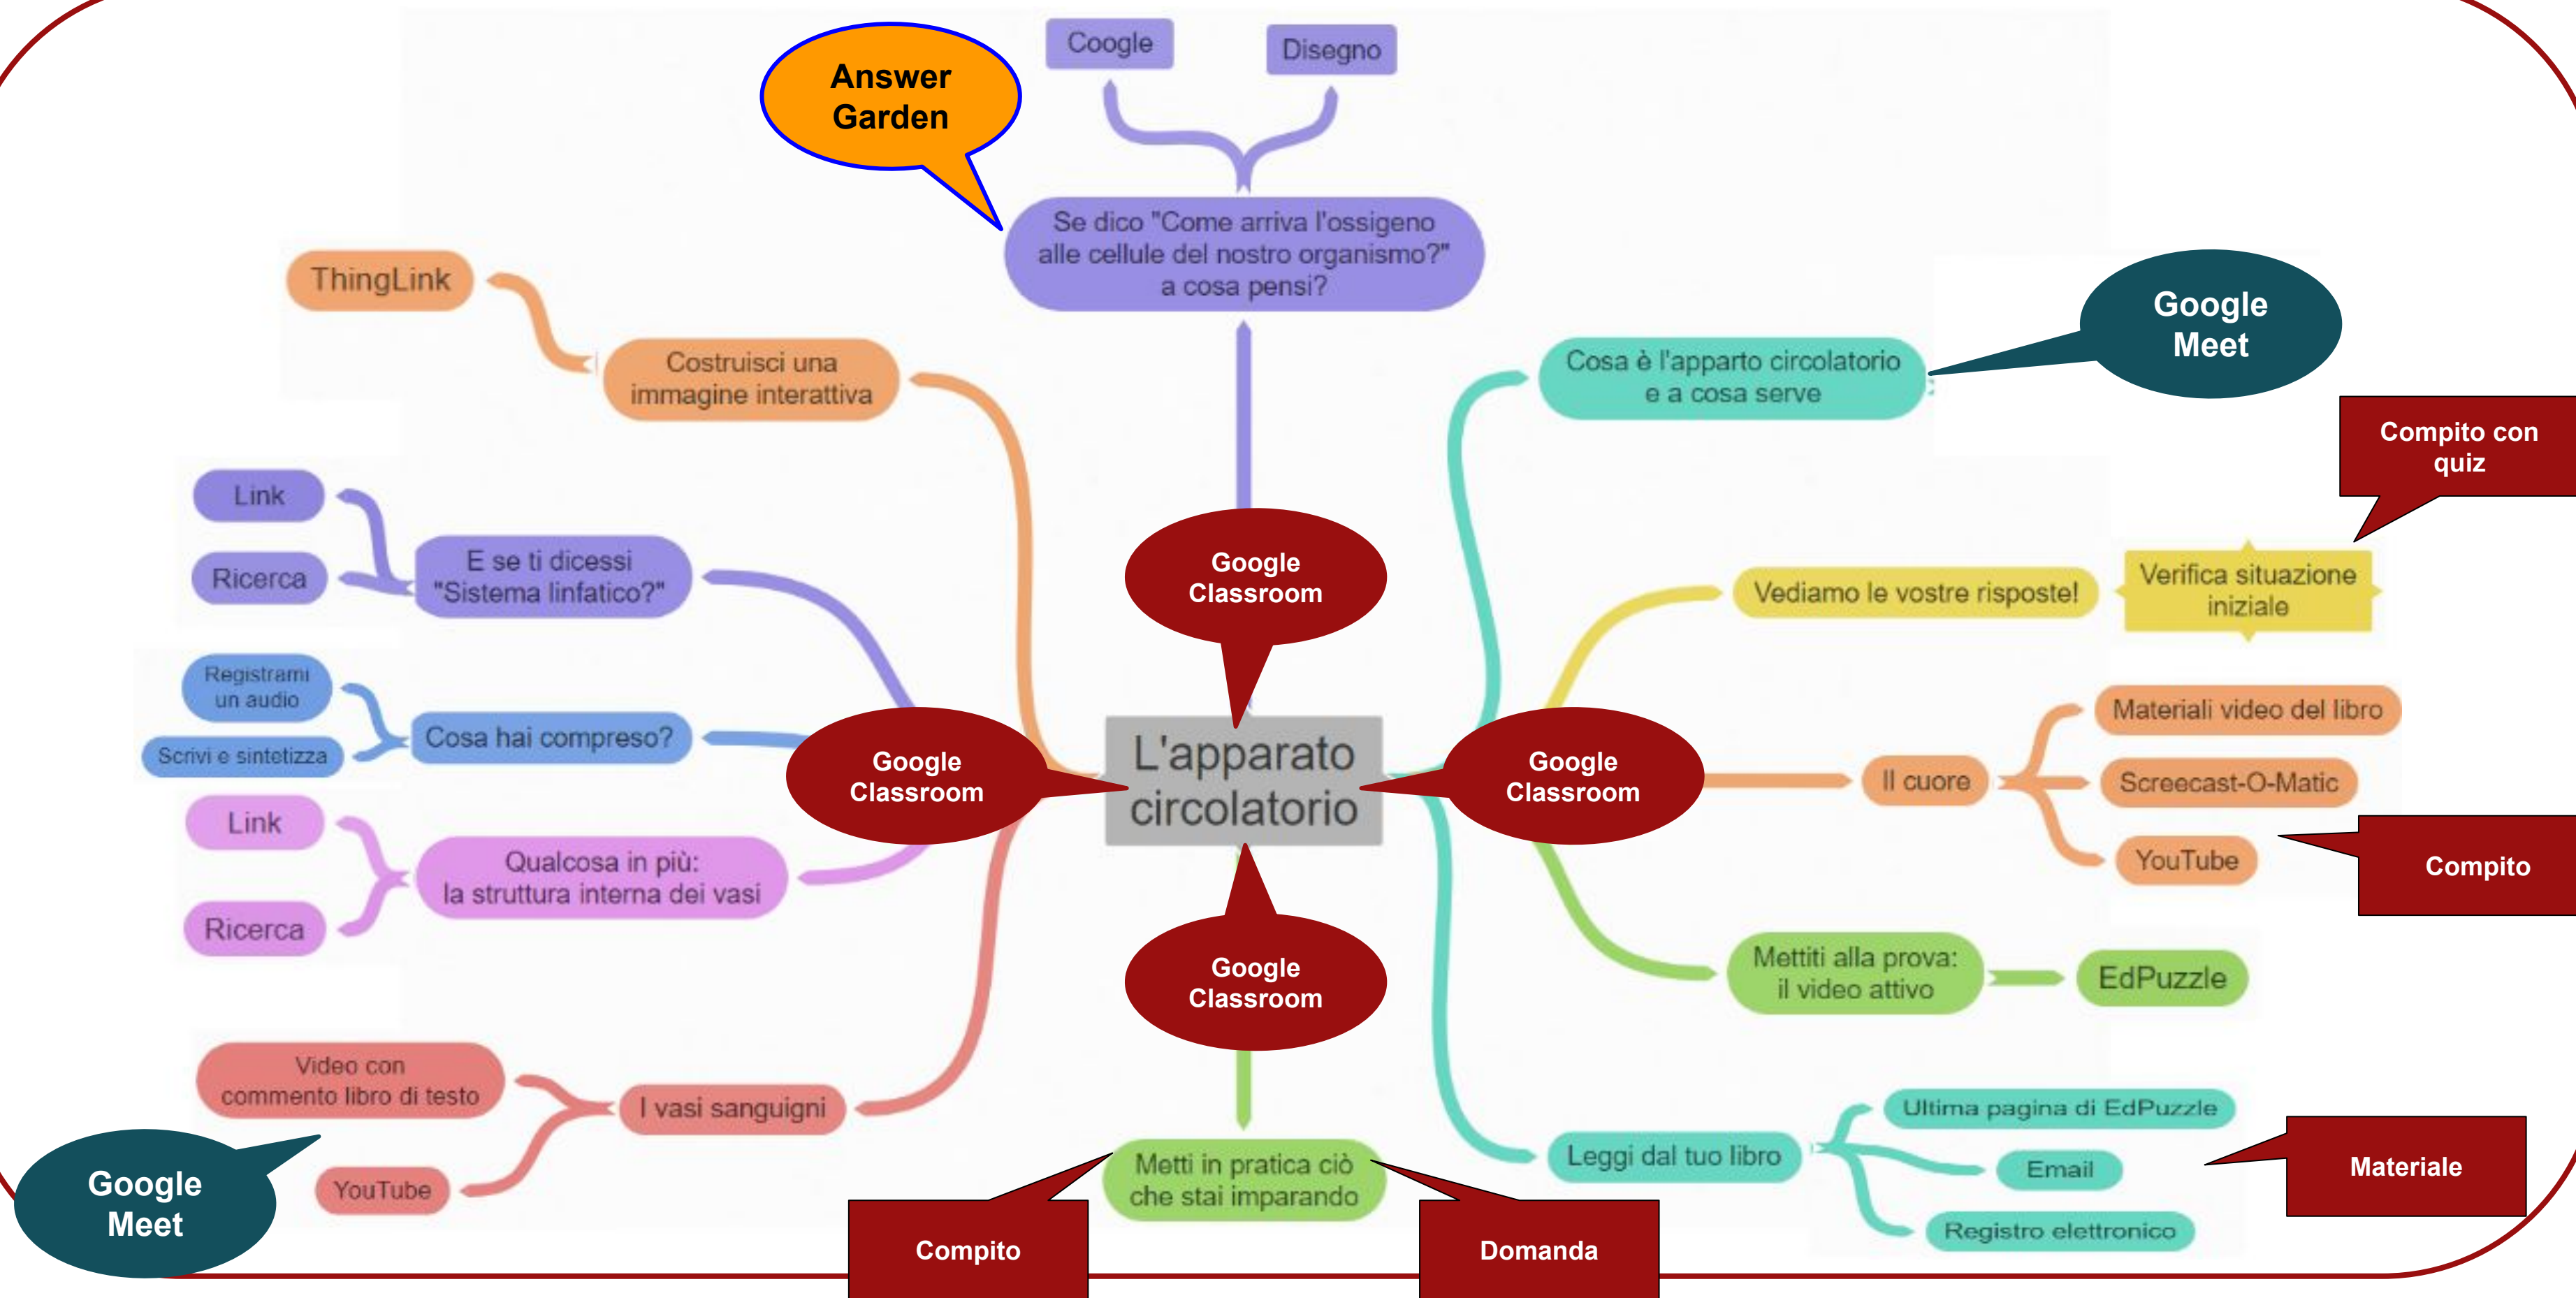 Coogle
Disegno
Answer
Garden
Se dico "Come arriva l'ossigeno
alle cellule del nostro organismo?"
a cosa pensi?
ThingLink
Costruisci una
immagine interattiva
Google
Meet
Cosa è l'apparto circolatorio
e a cosa serve
Compito con
quiz
Link
Ricerca
E se ti dicessi
"Sistema linfatico?"
Google
Classroom
Vediamo le vostre risposte!
Verifica situazione
iniziale
Registrami
un audio
Scrivi e sintetizza
Cosa hai compreso?
Google
Classroom
L'apparato
circolatorio
Google
Classroom
Il cuore
Materiali video del libro
Screecast-O-Matic
YouTube
Compito
Link
Ricerca
Qualcosa in più:
la struttura interna dei vasi
Google
Classroom
Mettiti alla prova:
il video attivo
EdPuzzle
Video con
commento libro di testo
I vasi sanguigni
YouTube
Google
Meet
Metti in pratica ciò
che stai imparando
Compito
Domanda
Leggi dal tuo libro
Ultima pagina di EdPuzzle
Email
Registro elettronico
Materiale